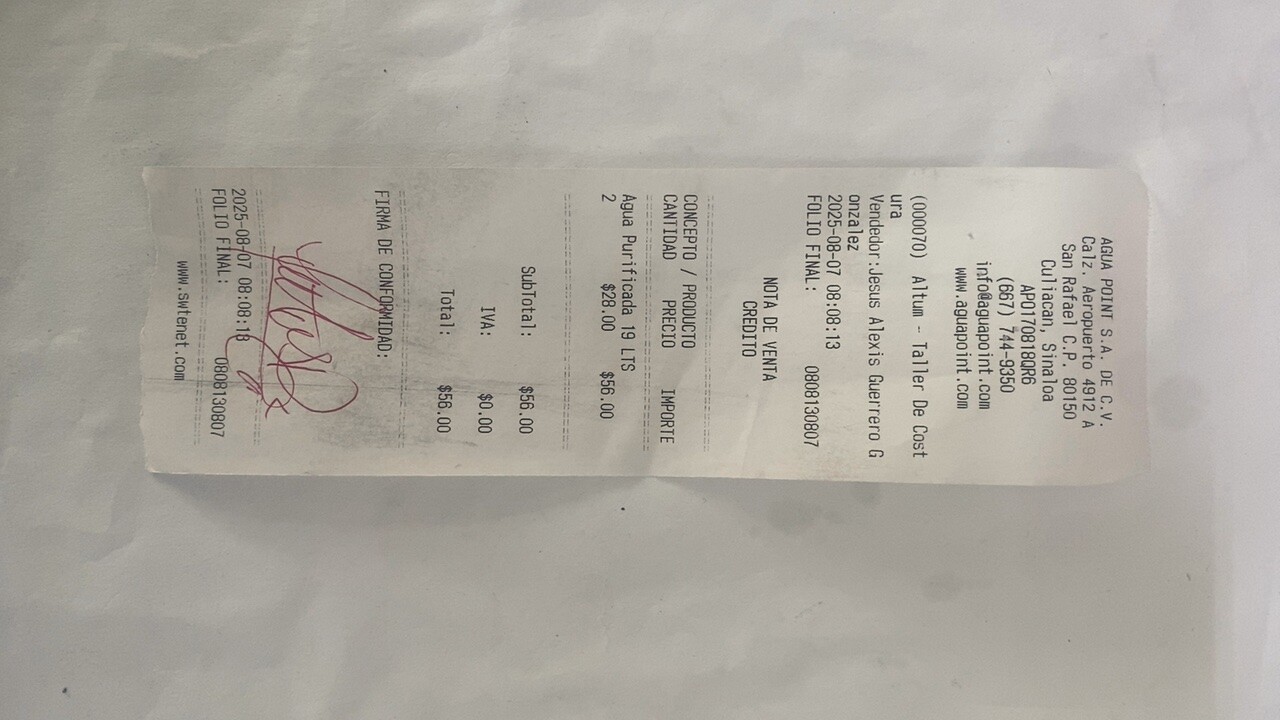 AGUA POINT S.A. DE C.V.
Calz. Aeropuerto 4912 A
San Rafael C.P. 80150
Culiacan, Sinaloa
APO170818QR6
(667) 744-9350
info@aguapoint.com
www.aguapoint.com
(000070) Altum - Taller De Cost
ura
Vendedor:Jesus Alexis Guerrero G
onzalez
2025-08-07 08:08:13
FOLIO FINAL: 0808130807
NOTA DE VENTA
CREDITO
CONCEPTO / PRODUCTO
CANTIDAD PRECIO IMPORTE
Agua Purificada 19 LTS
2 $28.00 $56.00
SubTotal: $56.00
IVA: $0.00
Total: $56.00
FIRMA DE CONFORMIDAD:
2025-08-07 08:08:18
FOLIO FINAL: 0808130807
www.swtenet.com